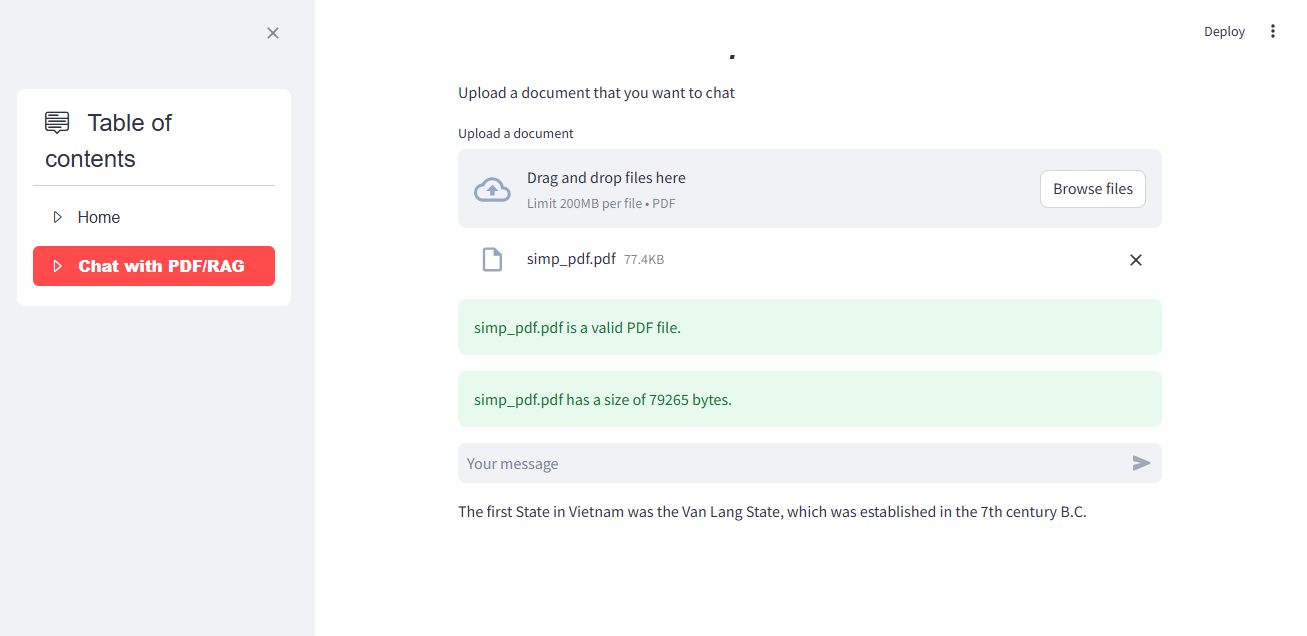 Deploy
Table of
contents
Home
Chat with PDF/RAG
Upload a document that you want to chat
Upload a document
Drag and drop files here
Limit 200MB per file • PDF
Browse files
simp_pdf.pdf 77.4KB
simp_pdf.pdf is a valid PDF file.
simp_pdf.pdf has a size of 79265 bytes.
Your message
The first State in Vietnam was the Van Lang State, which was established in the 7th century B.C.